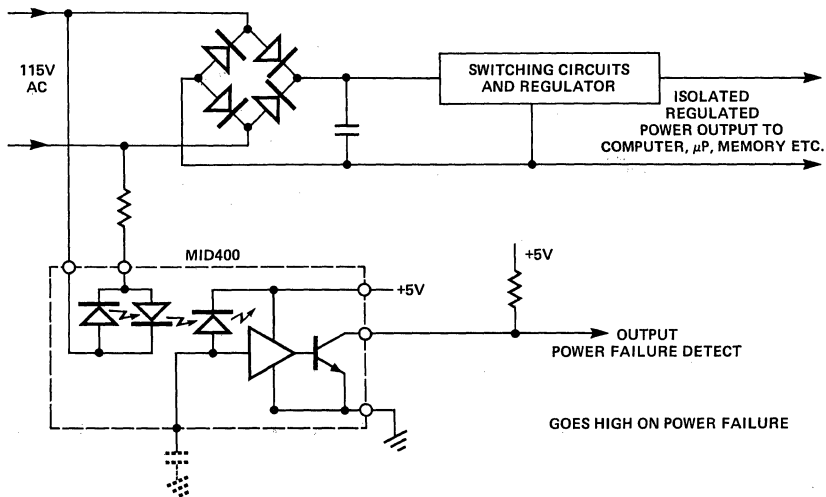 115V
AC
SWITCHING CIRCUITS
AND REGULATOR
ISOLATED
REGULATED
POWER OUTPUT TO
COMPUTER, µP, MEMORY ETC.
MID400
+5V
+5V
OUTPUT
POWER FAILURE DETECT
GOES HIGH ON POWER FAILURE